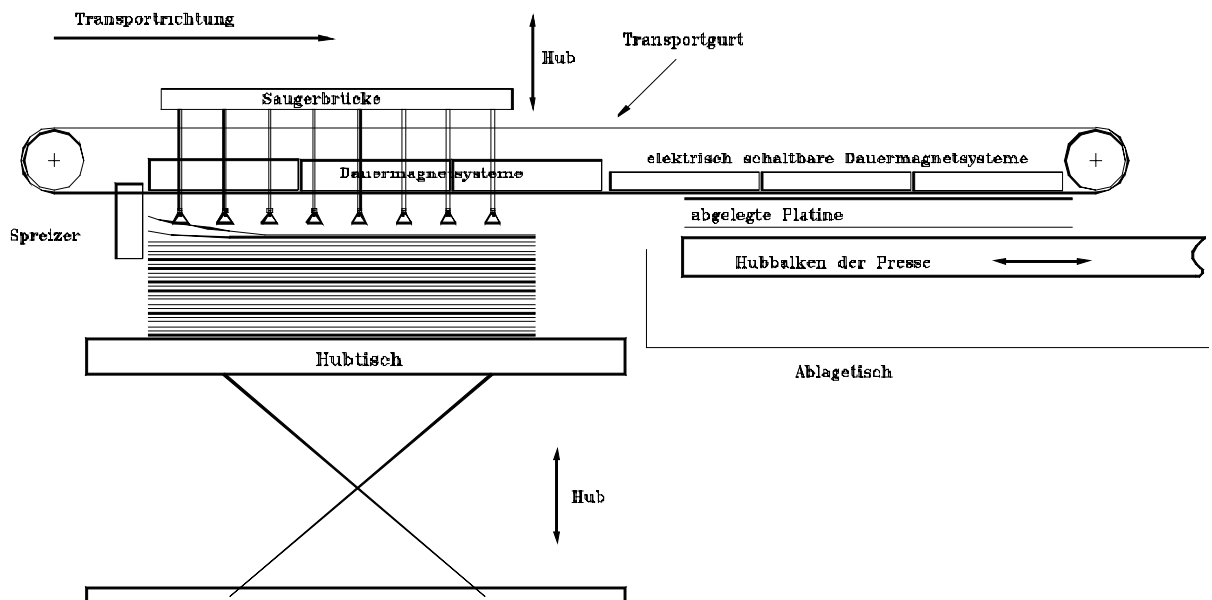 Transportrichtung
Hub
Transportgurt
Saugerbrücke
Dauermagnetsysteme
elektrisch schaltbare Dauermagnetsysteme
abgelegte Platine
Spreizer
Hubbalken der Presse
Hubtisch
Ablagetisch
Hub